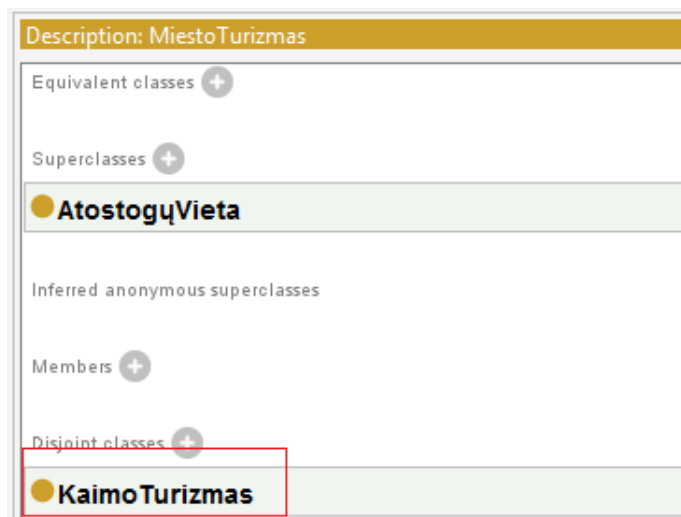 Description: MiestoTurizmas
Equivalent classes
Superclasses
AtostogųVieta
Inferred anonymous superclasses
Members
Disjoint classes
KaimoTurizmas